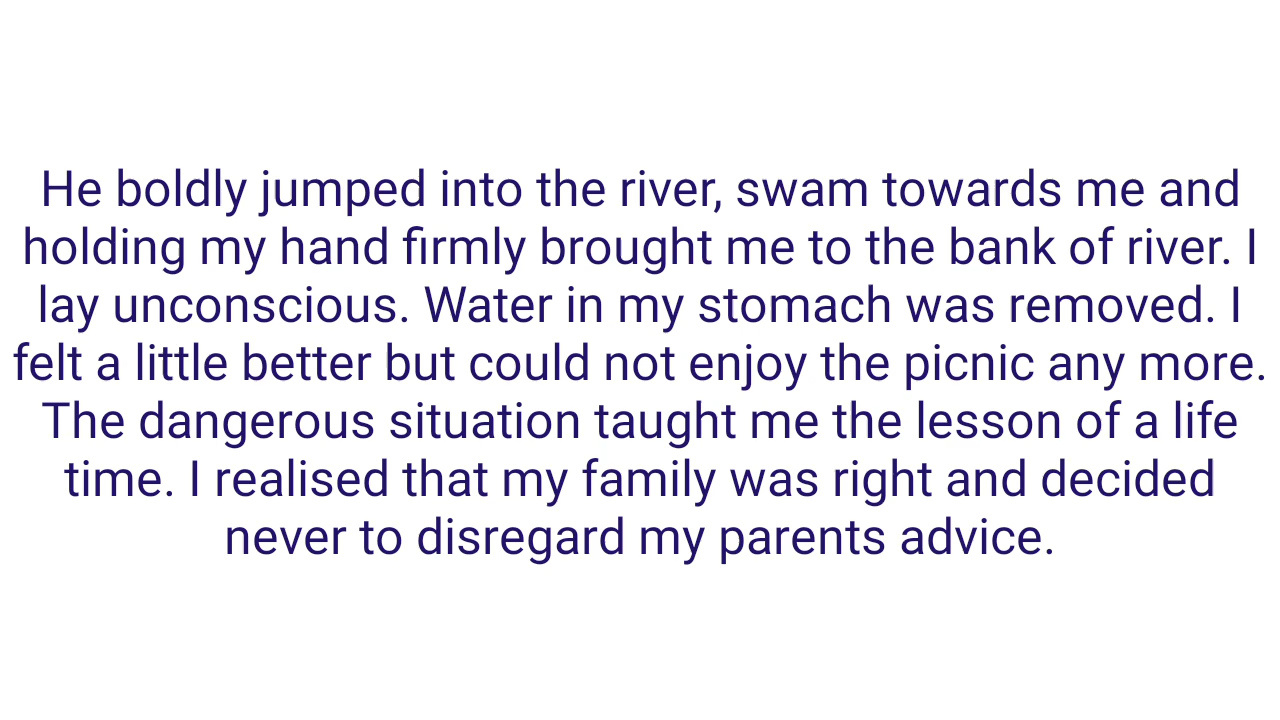 He boldly jumped into the river, swam towards me and
holding my hand firmly brought me to the bank of river. I
lay unconscious. Water in my stomach was removed. I
felt a little better but could not enjoy the picnic any more.
The dangerous situation taught me the lesson of a life
time. I realised that my family was right and decided
never to disregard my parents advice.